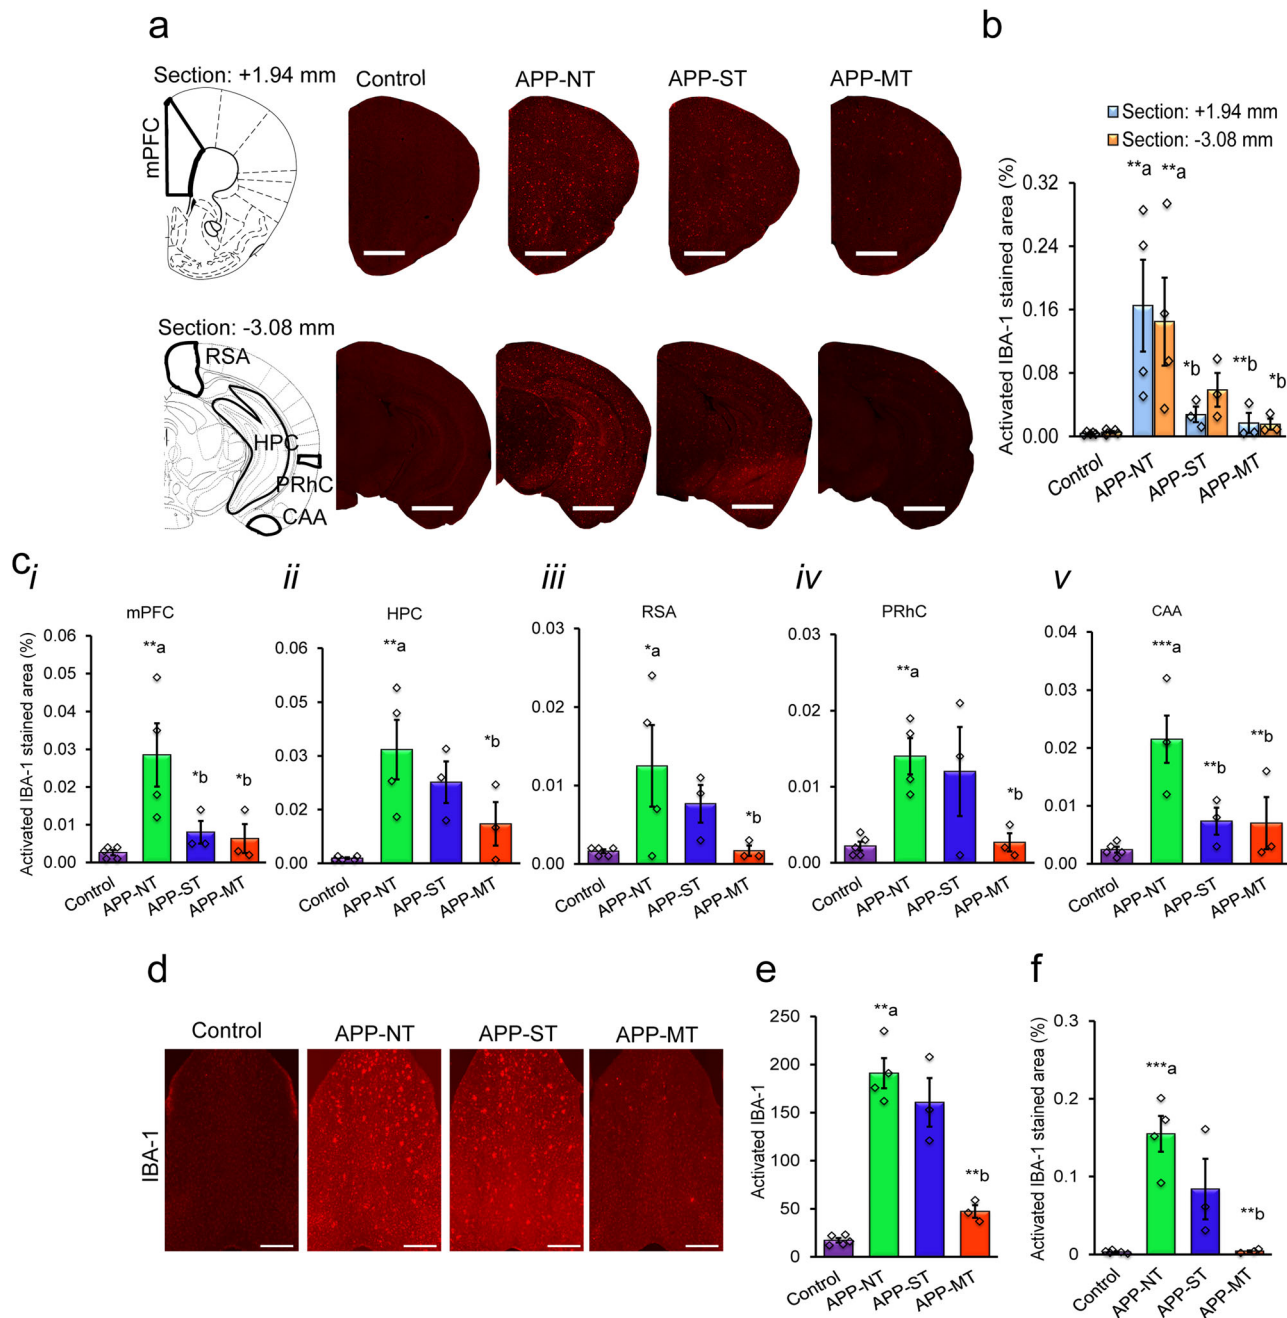 a
Section: +1.94 mm
mPFC
Control
APP-NT
APP-ST
APP-MT
Section: -3.08 mm
RSA
HPC
PRhC
CAA
b
Section: +1.94 mm
Section: -3.08 mm
Activated IBA-1 stained area (%)
0.32
0.24
0.16
0.08
0.00
**a
**a
*b
**b
*b
Control
APP-NT
APP-ST
APP-MT
c
i
mPFC
Activated IBA-1 stained area (%)
0.06
0.05
0.04
0.03
0.02
0.01
0.00
**a
*b
*b
Control
APP-NT
APP-ST
APP-MT
ii
HPC
0.06
0.05
0.03
0.02
0.00
**a
*b
Control
APP-NT
APP-ST
APP-MT
iii
RSA
0.03
0.02
0.01
0.00
*a
*b
Control
APP-NT
APP-ST
APP-MT
iv
PRhC
0.03
0.02
0.01
0.00
**a
*b
Control
APP-NT
APP-ST
APP-MT
v
CAA
0.04
0.03
0.02
0.01
0.00
***a
**b
**b
Control
APP-NT
APP-ST
APP-MT
d
Control
APP-NT
APP-ST
APP-MT
IBA-1
e
Activated IBA-1
250
200
150
100
50
0
**a
**b
Control
APP-NT
APP-ST
APP-MT
f
Activated IBA-1 stained area (%)
0.3
0.2
0.1
0
***a
**b
Control
APP-NT
APP-ST
APP-MT